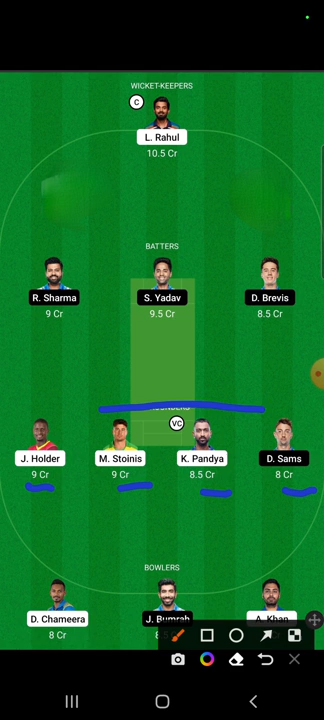 WICKET-KEEPERS
C
L. Rahul
10.5 Cr
BATTERS
R. Sharma S. Yadav D. Brevis
9 Cr 9.5 Cr 8.5 Cr
VC
J. Holder M. Stoinis K. Pandya D. Sams
9 Cr 9 Cr 8.5 Cr 8 Cr
BOWLERS
D. Chameera J. Bumrah A. Khan
8 Cr